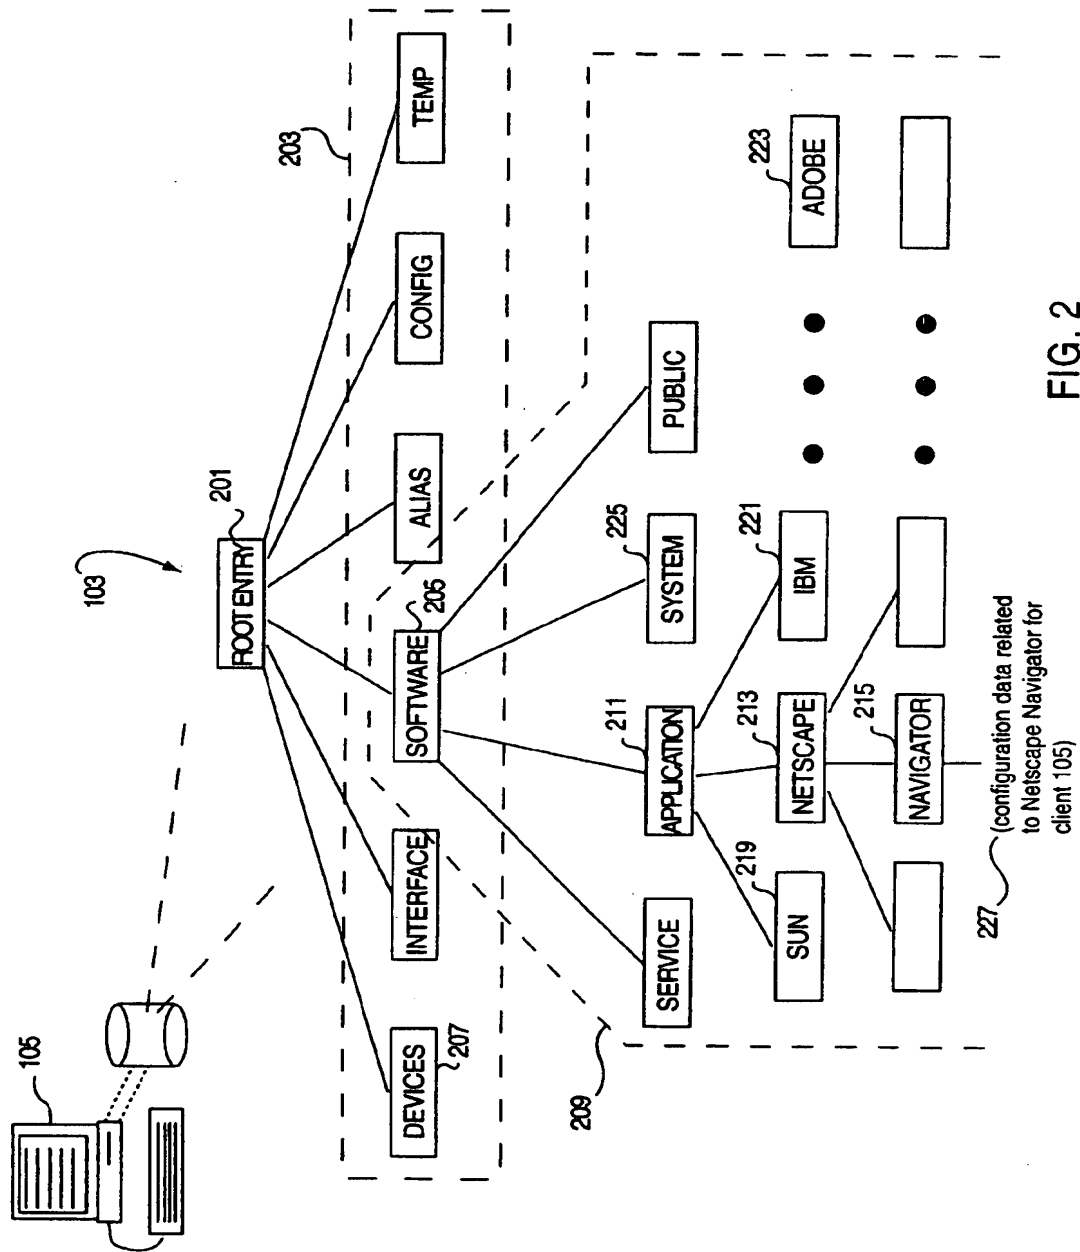 105
103
201
ROOT ENTRY
203
DEVICES
207
INTERFACE
SOFTWARE
205
ALIAS
CONFIG
TEMP
209
SERVICE
211
APPLICATION
SYSTEM
225
PUBLIC
219
SUN
213
NETSCAPE
221
IBM
223
ADOBE
215
NAVIGATOR
227
(configuration data related
to Netscape Navigator for
client 105)
FIG. 2